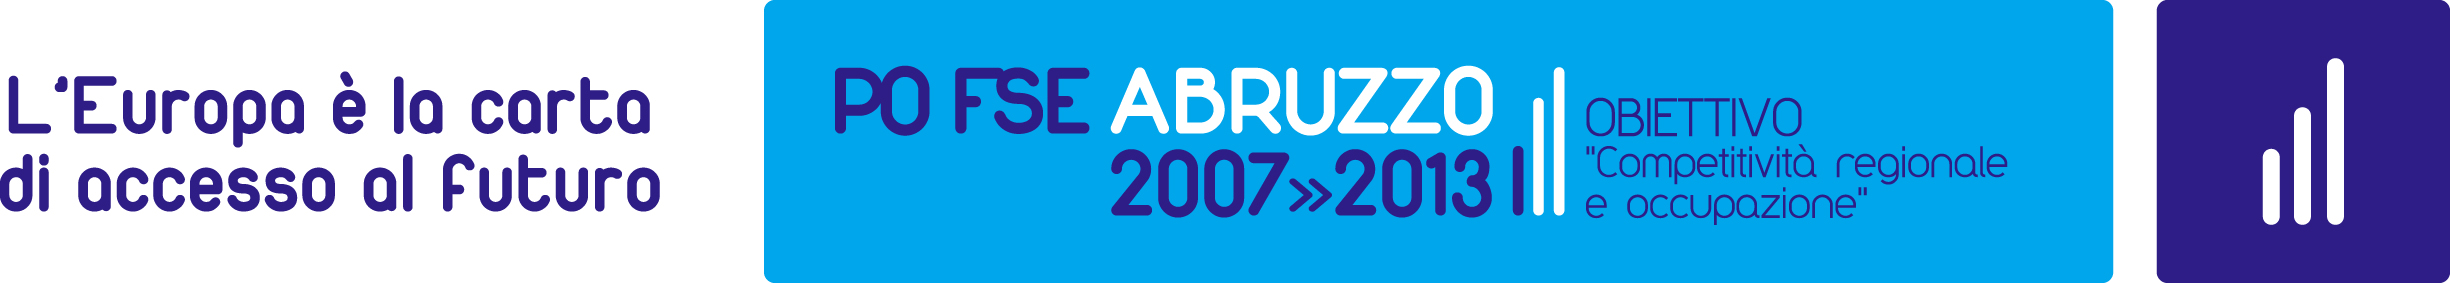 L'Europa è la carta
di accesso al futuro
PO FSE ABRUZZO
2007»2013
OBIETTIVO
"Competitività regionale
e occupazione"